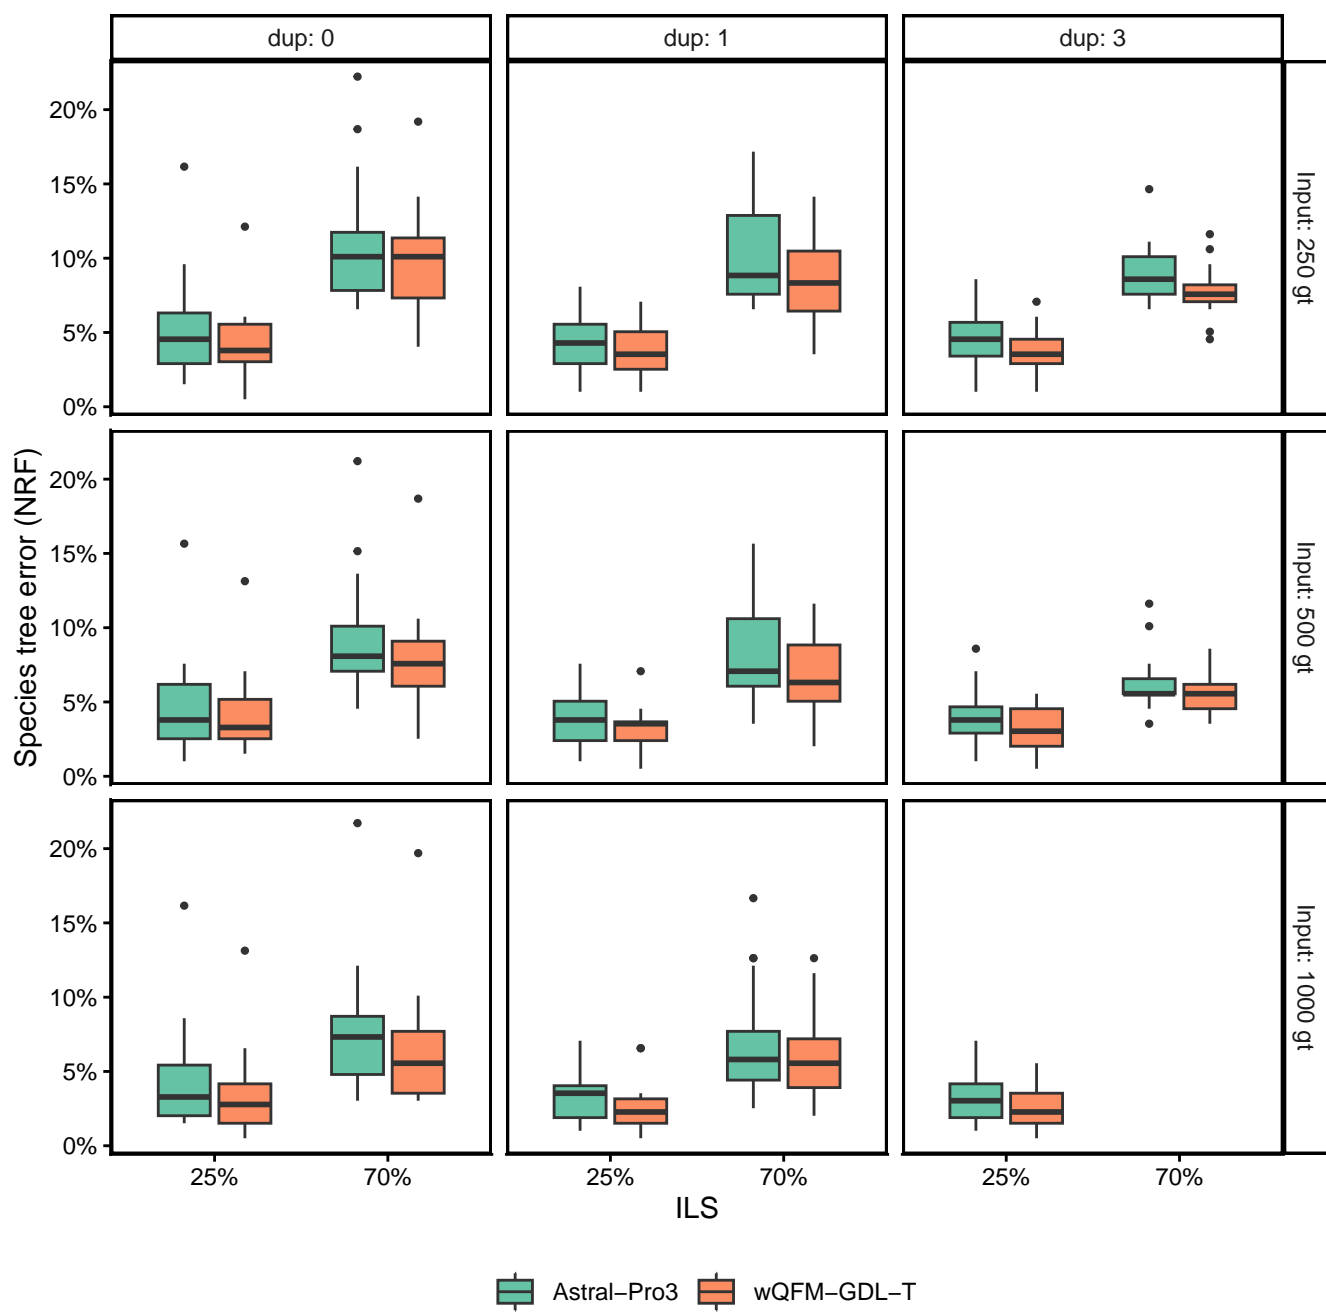 dup: 0
dup: 1
dup: 3
20%
15%
10%
5%
0%
Input: 250 gt
20%
15%
10%
5%
0%
Input: 500 gt
20%
15%
10%
5%
0%
Input: 1000 gt
Species tree error (NRF)
25%
70%
25%
70%
25%
70%
ILS
Astral−Pro3
wQFM−GDL−T